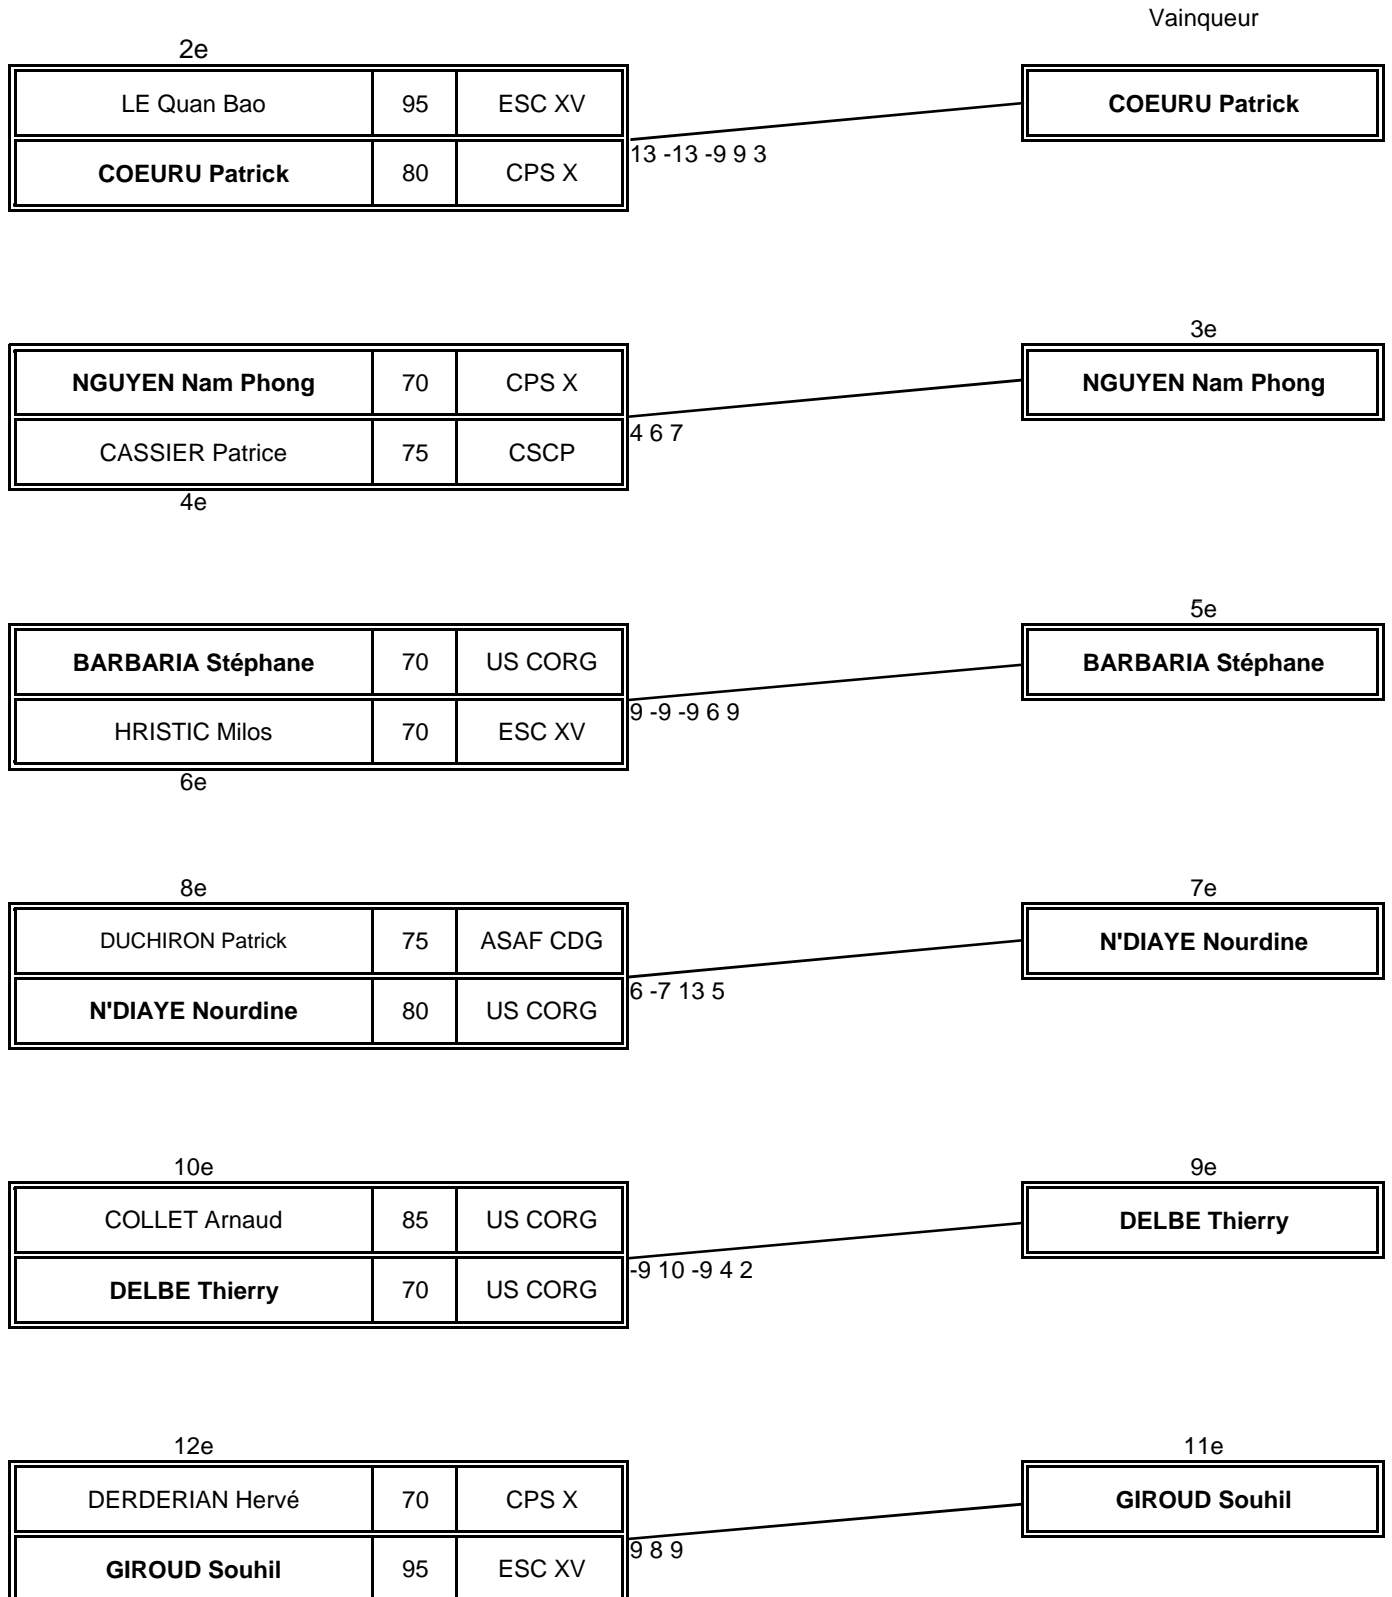 Vainqueur
2e
LE Quan Bao 95 ESC XV COEURU Patrick
13 -13 -9 9 3
COEURU Patrick 80 CPS X
3e
NGUYEN Nam Phong 70 CPS X NGUYEN Nam Phong
4 6 7
CASSIER Patrice 75 CSCP
4e
5e
BARBARIA Stéphane 70 US CORG BARBARIA Stéphane
9 -9 -9 6 9
HRISTIC Milos 70 ESC XV
6e
8e 7e
DUCHIRON Patrick 75 ASAF CDG N'DIAYE Nourdine
6 -7 13 5
N'DIAYE Nourdine 80 US CORG
10e 9e
COLLET Arnaud 85 US CORG DELBE Thierry
-9 10 -9 4 2
DELBE Thierry 70 US CORG
12e 11e
DERDERIAN Hervé 70 CPS X GIROUD Souhil
9 8 9
GIROUD Souhil 95 ESC XV